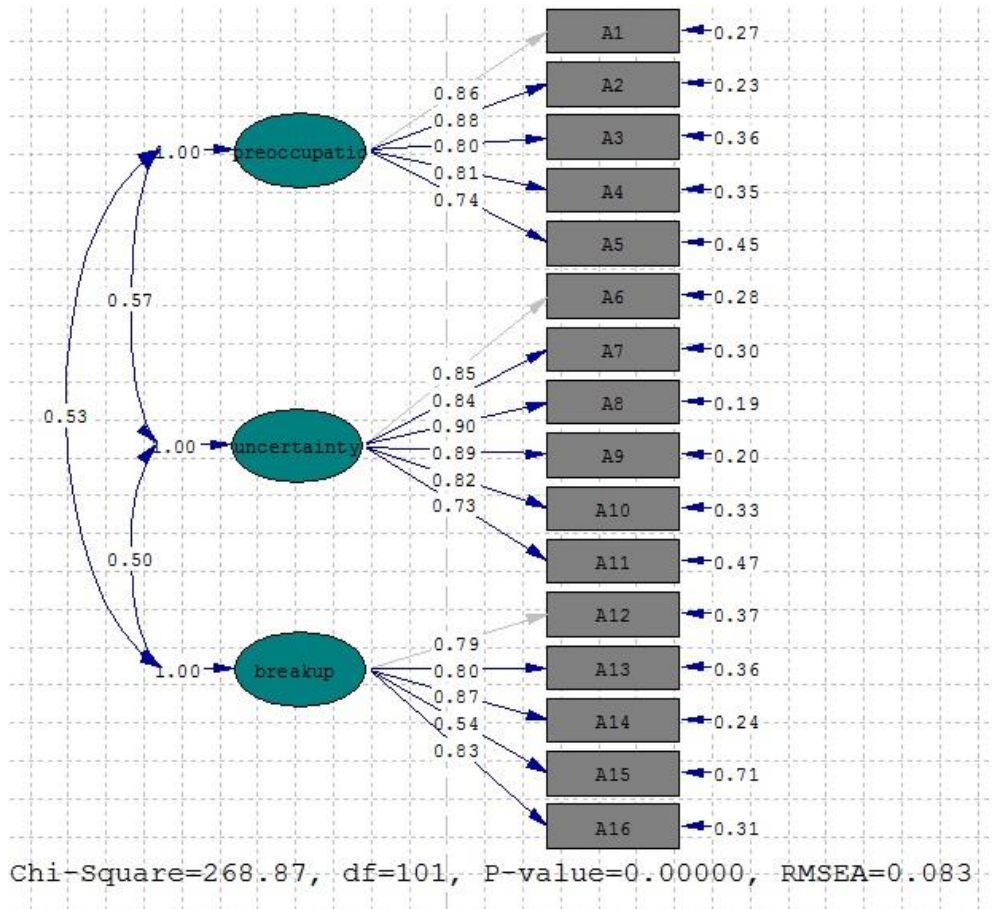 A1
0.27
0.86
A2
0.23
0.88
1.00
preoccupatio
0.80
A3
0.36
0.81
A4
0.35
0.74
A5
0.45
0.57
A6
0.28
0.85
A7
0.30
0.84
A8
0.19
0.53
0.90
1.00
uncertainty
0.89
A9
0.20
0.82
A10
0.33
0.73
0.50
A11
0.47
A12
0.37
0.79
1.00
breakup
0.80
A13
0.36
0.87
A14
0.24
0.54
0.83
A15
0.71
A16
0.31
Chi-Square=268.87, df=101, P-value=0.00000, RMSEA=0.083